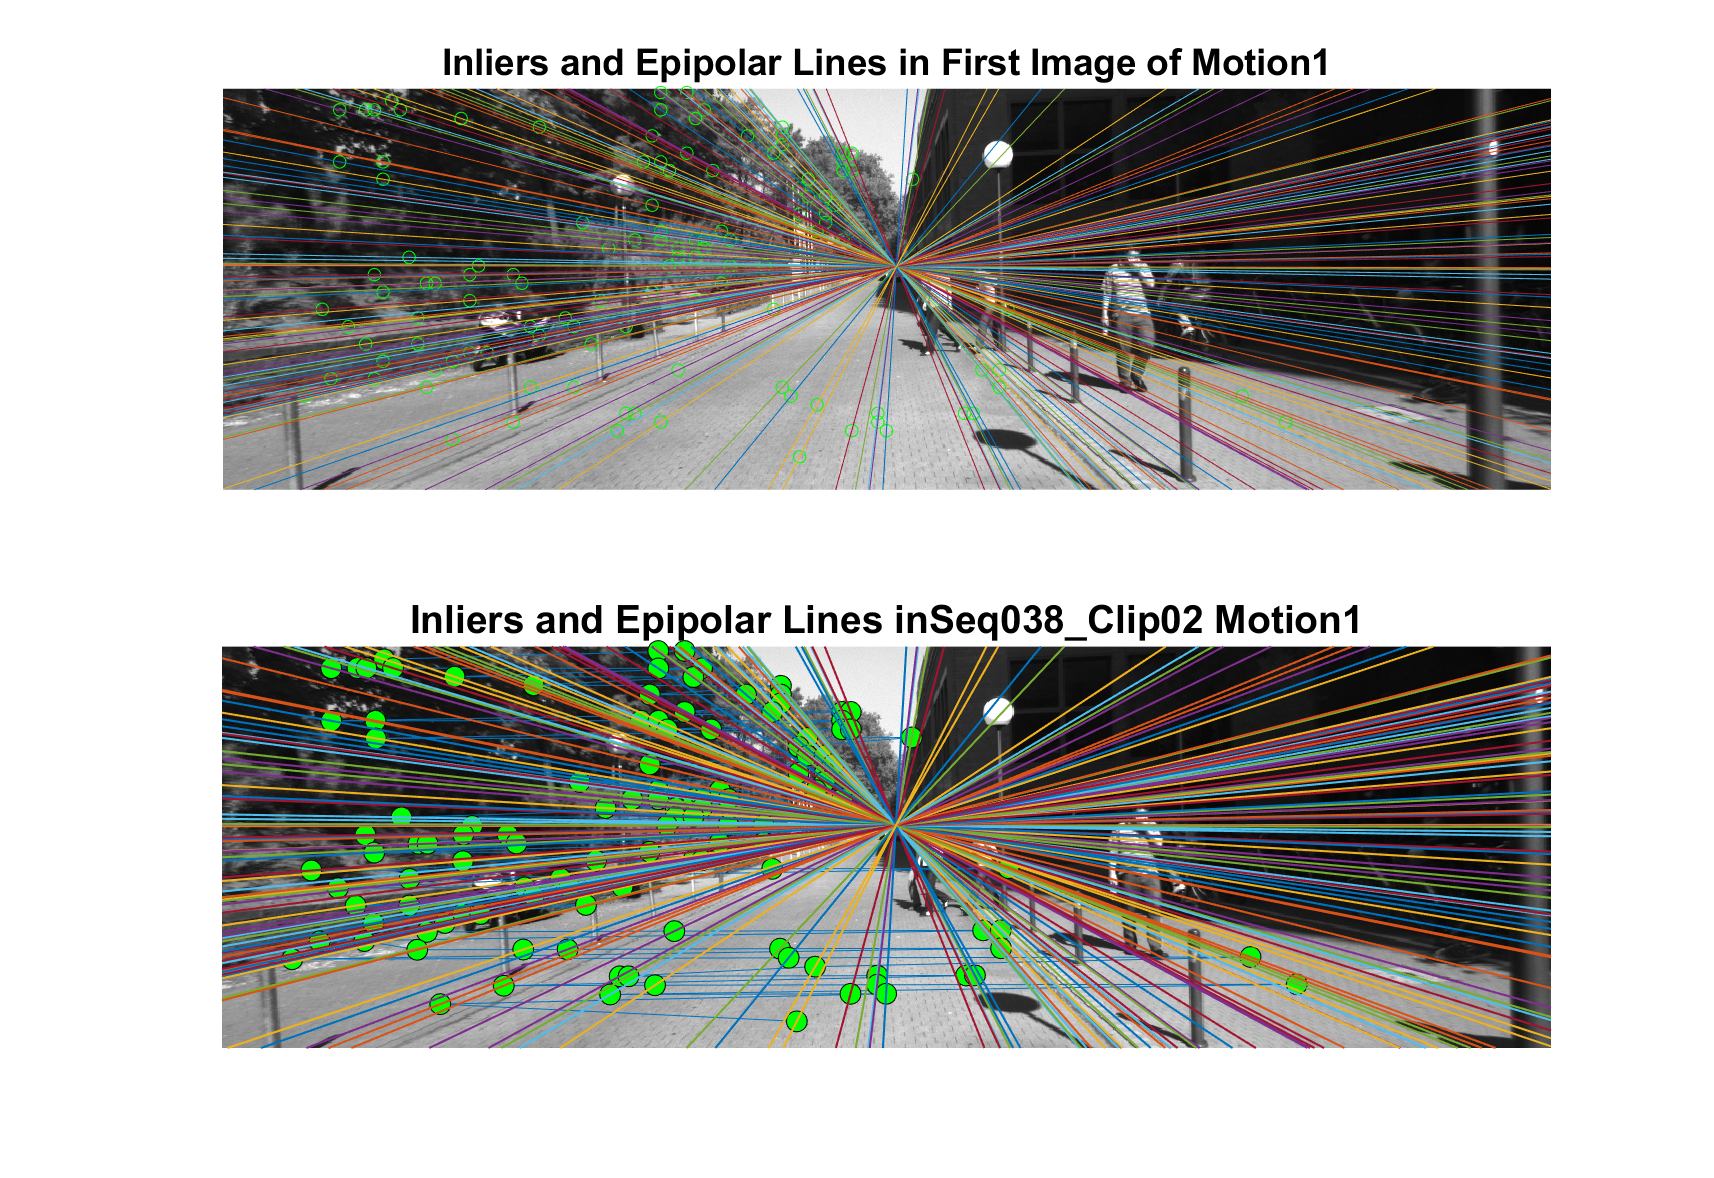 Inliers and Epipolar Lines in First Image of Motion1
Inliers and Epipolar Lines inSeq038_Clip02 Motion1